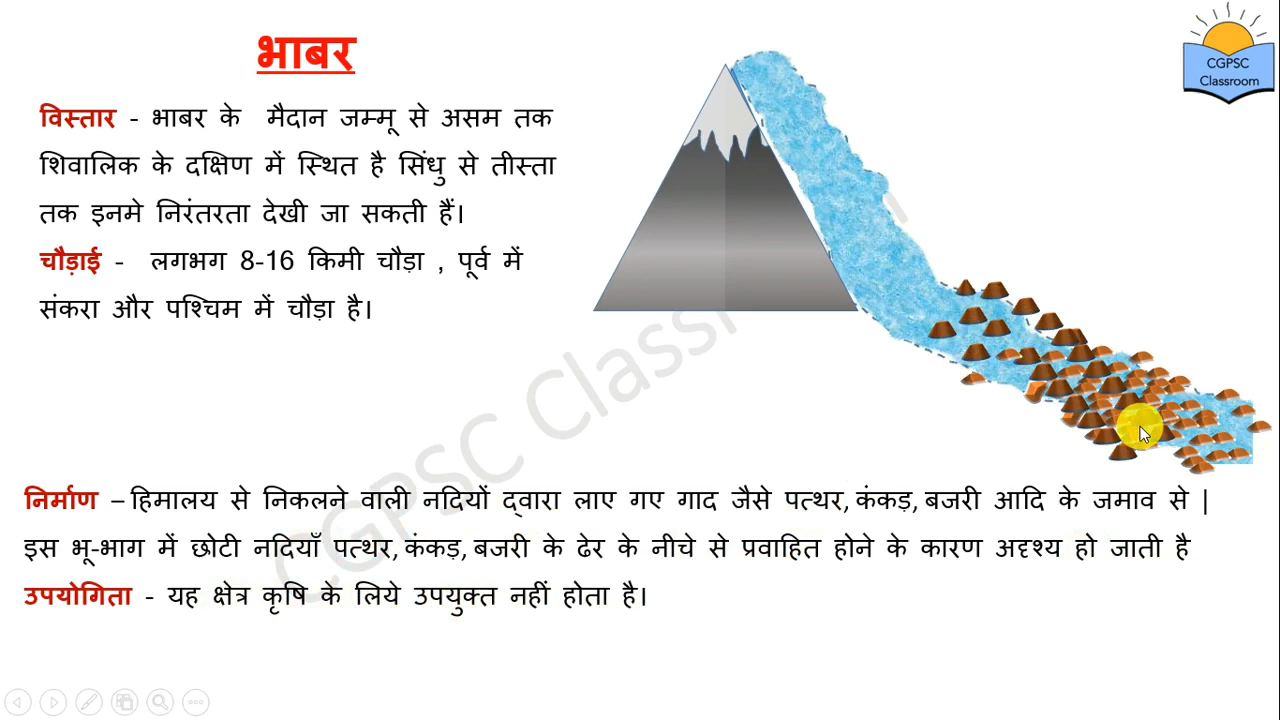 भाबर
CGPSC
Classroom
विस्तार - भाबर के मैदान जम्मू से असम तक
शिवालिक के दक्षिण में स्थित है सिंधु से तीस्ता
तक इनमे निरंतरता देखी जा सकती हैं।
चौड़ाई - लगभग 8-16 किमी चौड़ा , पूर्व में
संकरा और पश्चिम में चौड़ा है।
CGPSC Classr
निर्माण – हिमालय से निकलने वाली नदियों द्वारा लाए गए गाद जैसे पत्थर, कंकड़, बजरी आदि के जमाव से |
इस भू-भाग में छोटी नदियाँ पत्थर, कंकड़, बजरी के ढेर के नीचे से प्रवाहित होने के कारण अदृश्य हो जाती है
उपयोगिता - यह क्षेत्र कृषि के लिये उपयुक्त नहीं होता है।